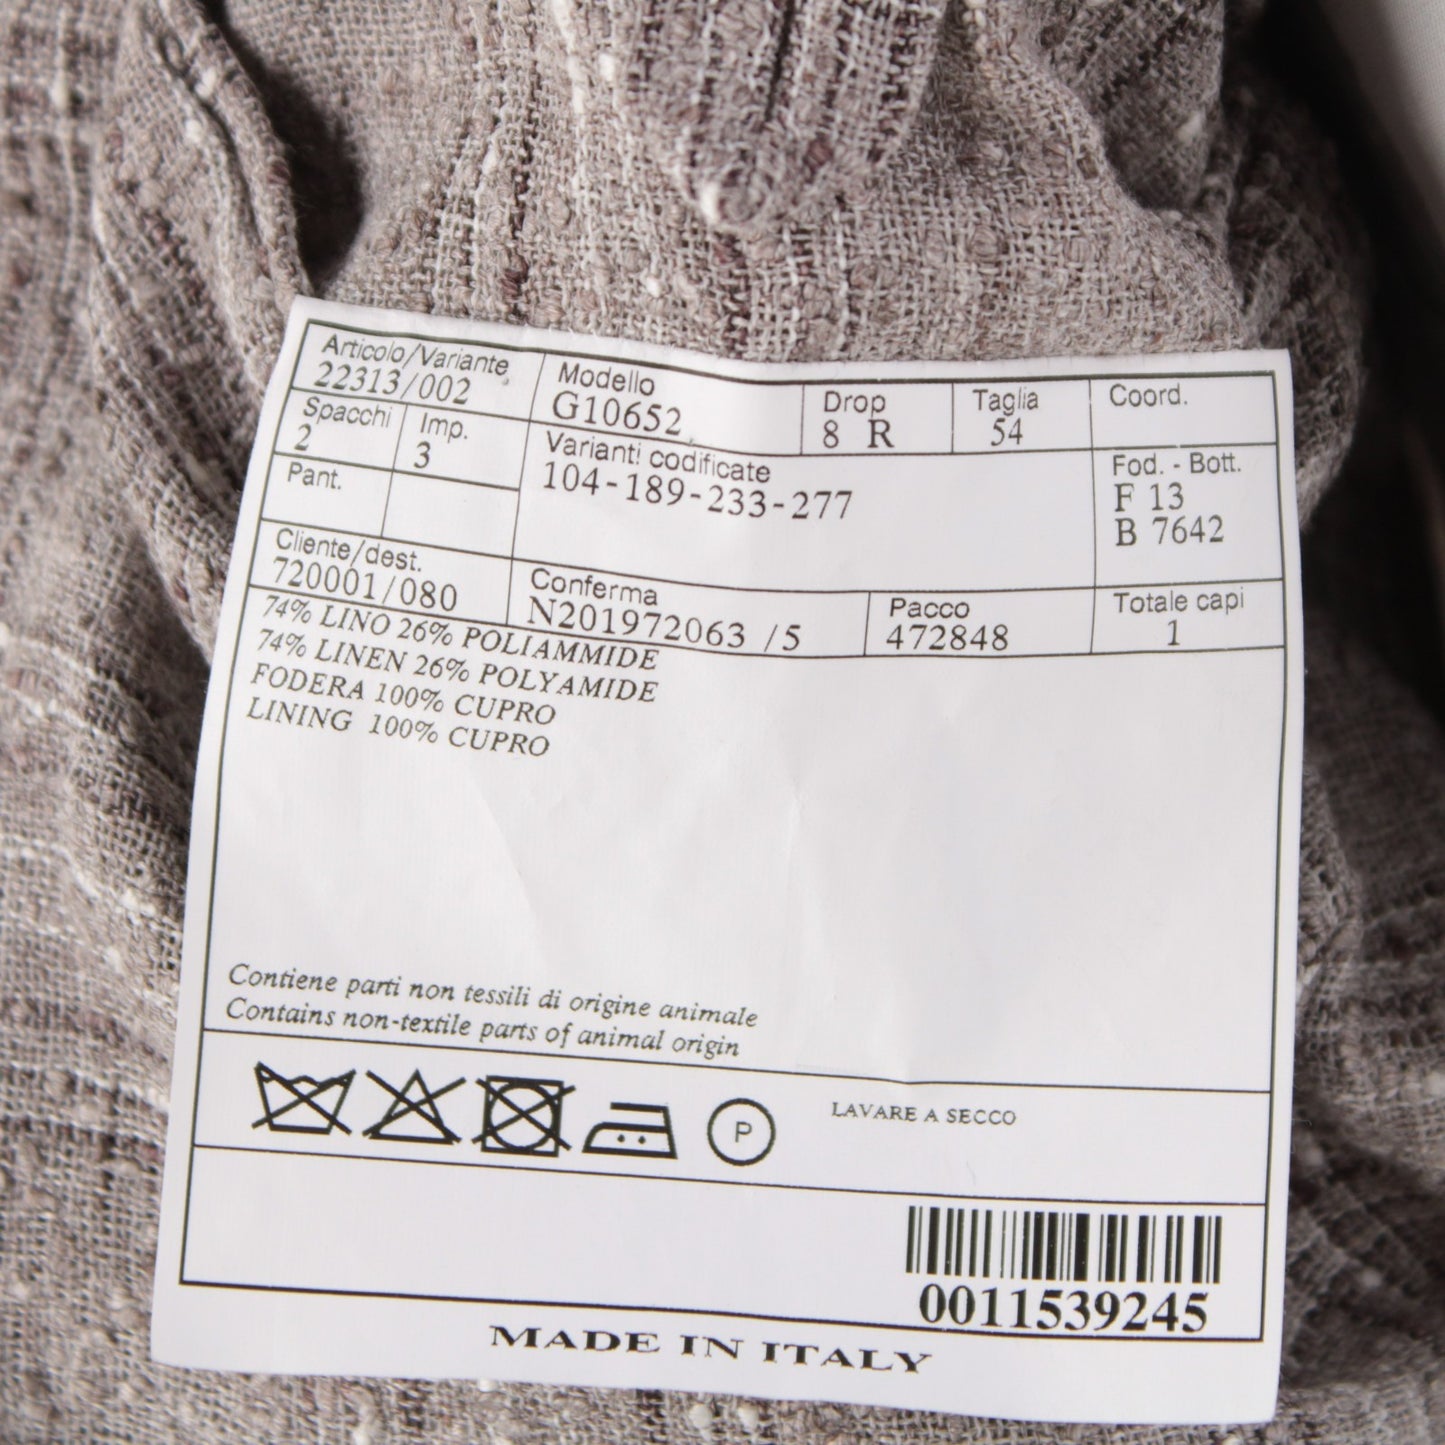 Articolo/Variante
22313/002
Modello
G10652
Drop
8 R
Taglia
54
Coord.
Spacchi
2
Imp.
3
Varianti codificate
104-189-233-277
Fod. - Bott.
F 13
B 7642
Pant.
Cliente/dest.
720001/080
Conferma
N201972063 /5
Pacco
472848
Totale capi
1
74% LINO 26% POLIAMMIDE
74% LINEN 26% POLYAMIDE
FODERA 100% CUPRO
LINING 100% CUPRO
Contiene parti non tessili di origine animale
Contains non-textile parts of animal origin
P
LAVARE A SECCO
0011539245
MADE IN ITALY